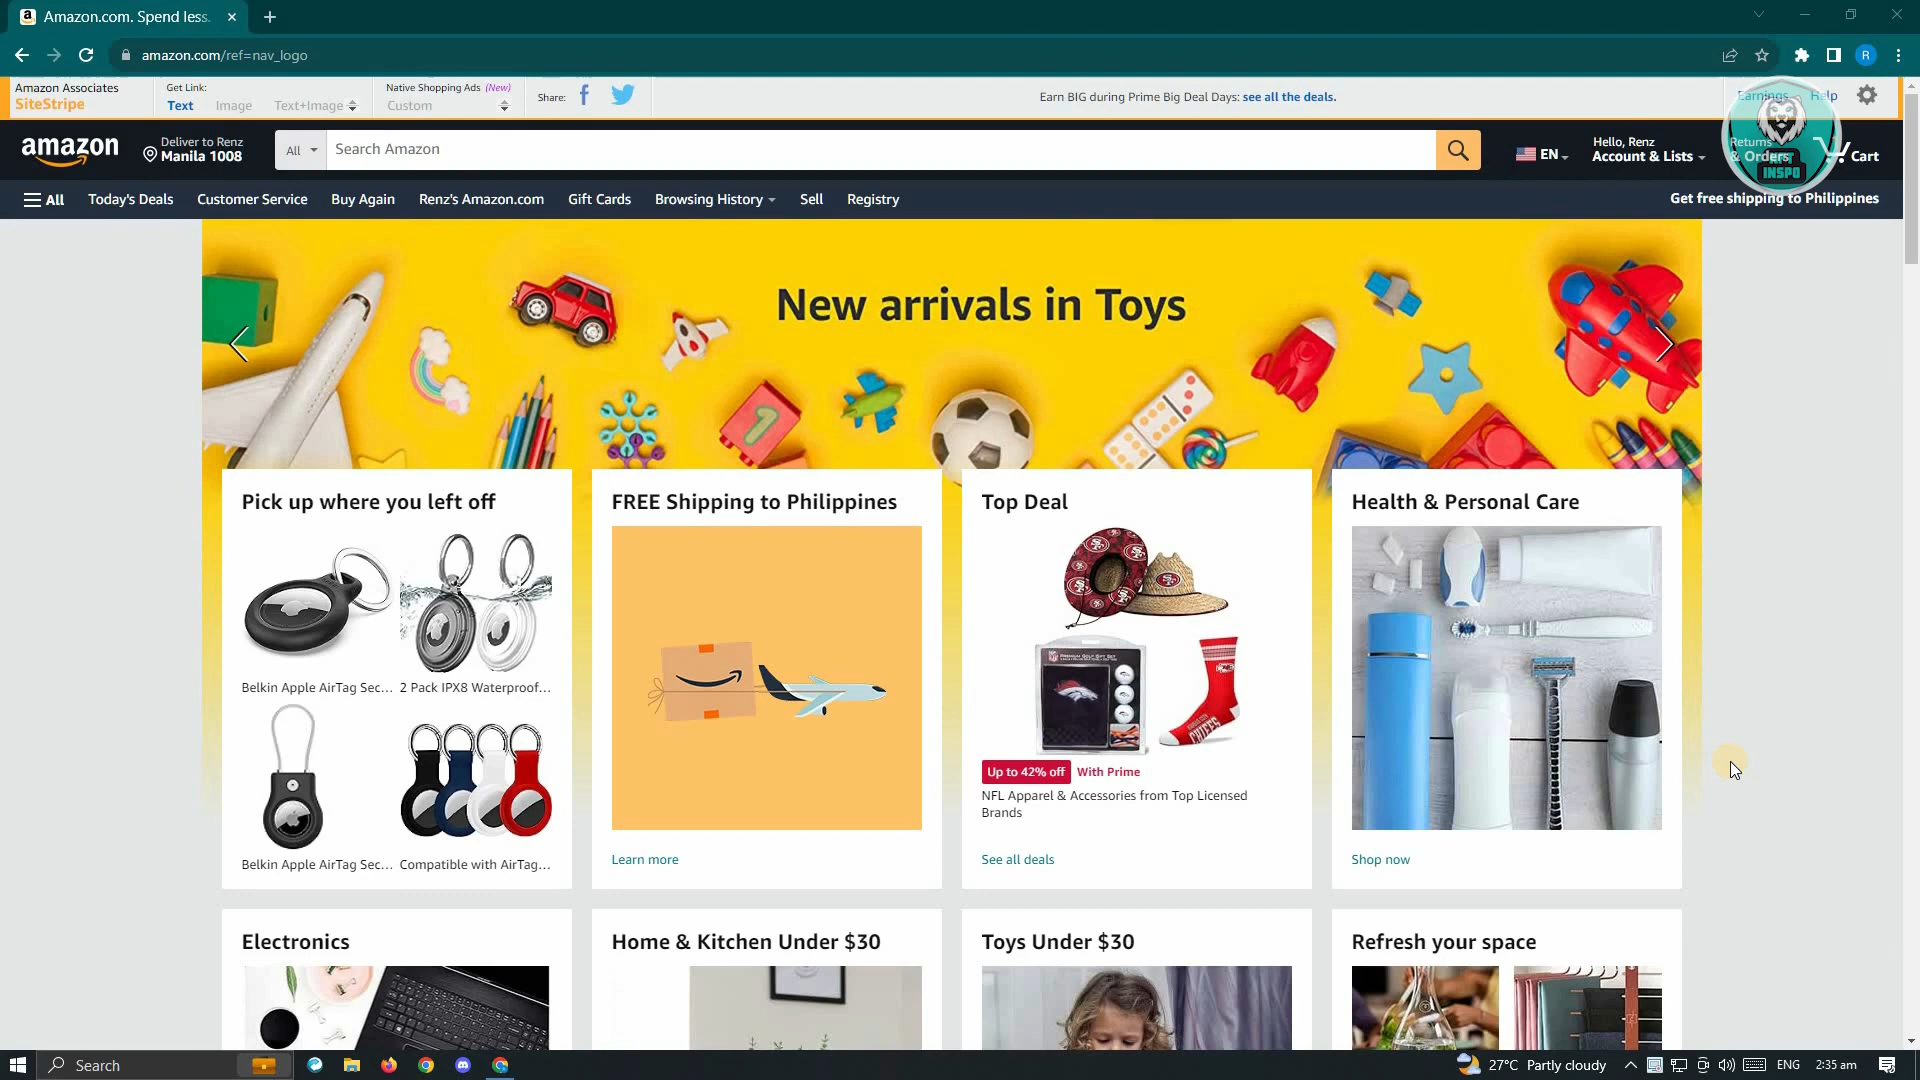 Amazon.com. Spend less.
amazon.com/ref=nav_logo
R
Amazon Associates
SiteStripe
Get Link:
Text
Image
Text+Image
Native Shopping Ads (New)
Custom
Share:
Earn BIG during Prime Big Deal Days: see all the deals.
Earnings
Help
amazon
Deliver to Renz
Manila 1008
All
Search Amazon
EN
Hello, Renz
Account & Lists
Returns
& Orders
Cart
INSPO
All
Today's Deals
Customer Service
Buy Again
Renz's Amazon.com
Gift Cards
Browsing History
Sell
Registry
Get free shipping to Philippines
New arrivals in Toys
1
Pick up where you left off
Belkin Apple AirTag Sec...
2 Pack IPX8 Waterproof...
Belkin Apple AirTag Sec...
Compatible with AirTag...
FREE Shipping to Philippines
Learn more
Top Deal
CHIEFS
Up to 42% off
With Prime
NFL Apparel & Accessories from Top Licensed
Brands
See all deals
Health & Personal Care
Shop now
Electronics
Home & Kitchen Under $30
Toys Under $30
Refresh your space
Search
27°C Partly cloudy
ENG
2:35 am